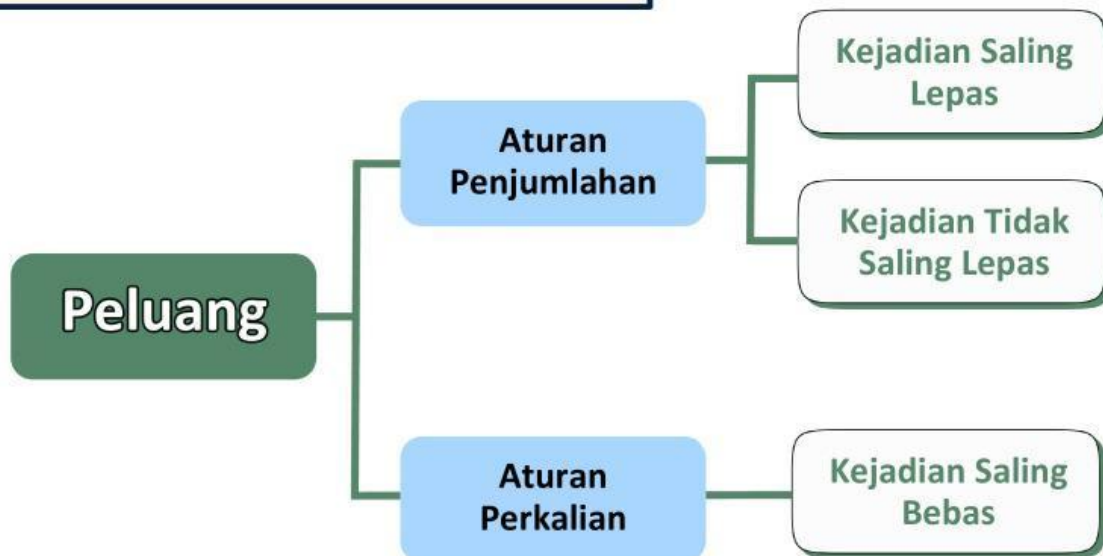 Kejadian Saling
Lepas
Aturan
Penjumlahan
Kejadian Tidak
Saling Lepas
Peluang
Aturan
Perkalian
Kejadian Saling
Bebas